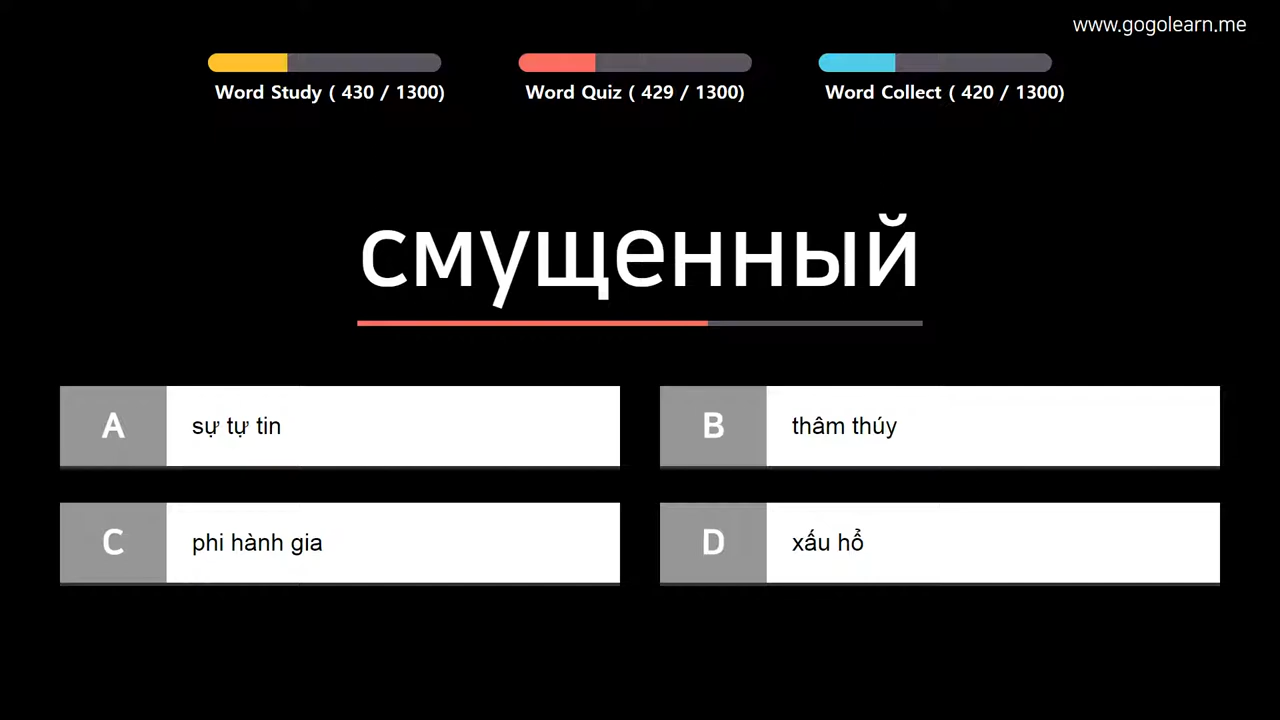 www.gogolearn.me
Word Study ( 430 / 1300)
Word Quiz ( 429 / 1300)
Word Collect ( 420 / 1300)
смущенный
A sự tự tin
B thâm thúy
C phi hành gia
D xấu hổ